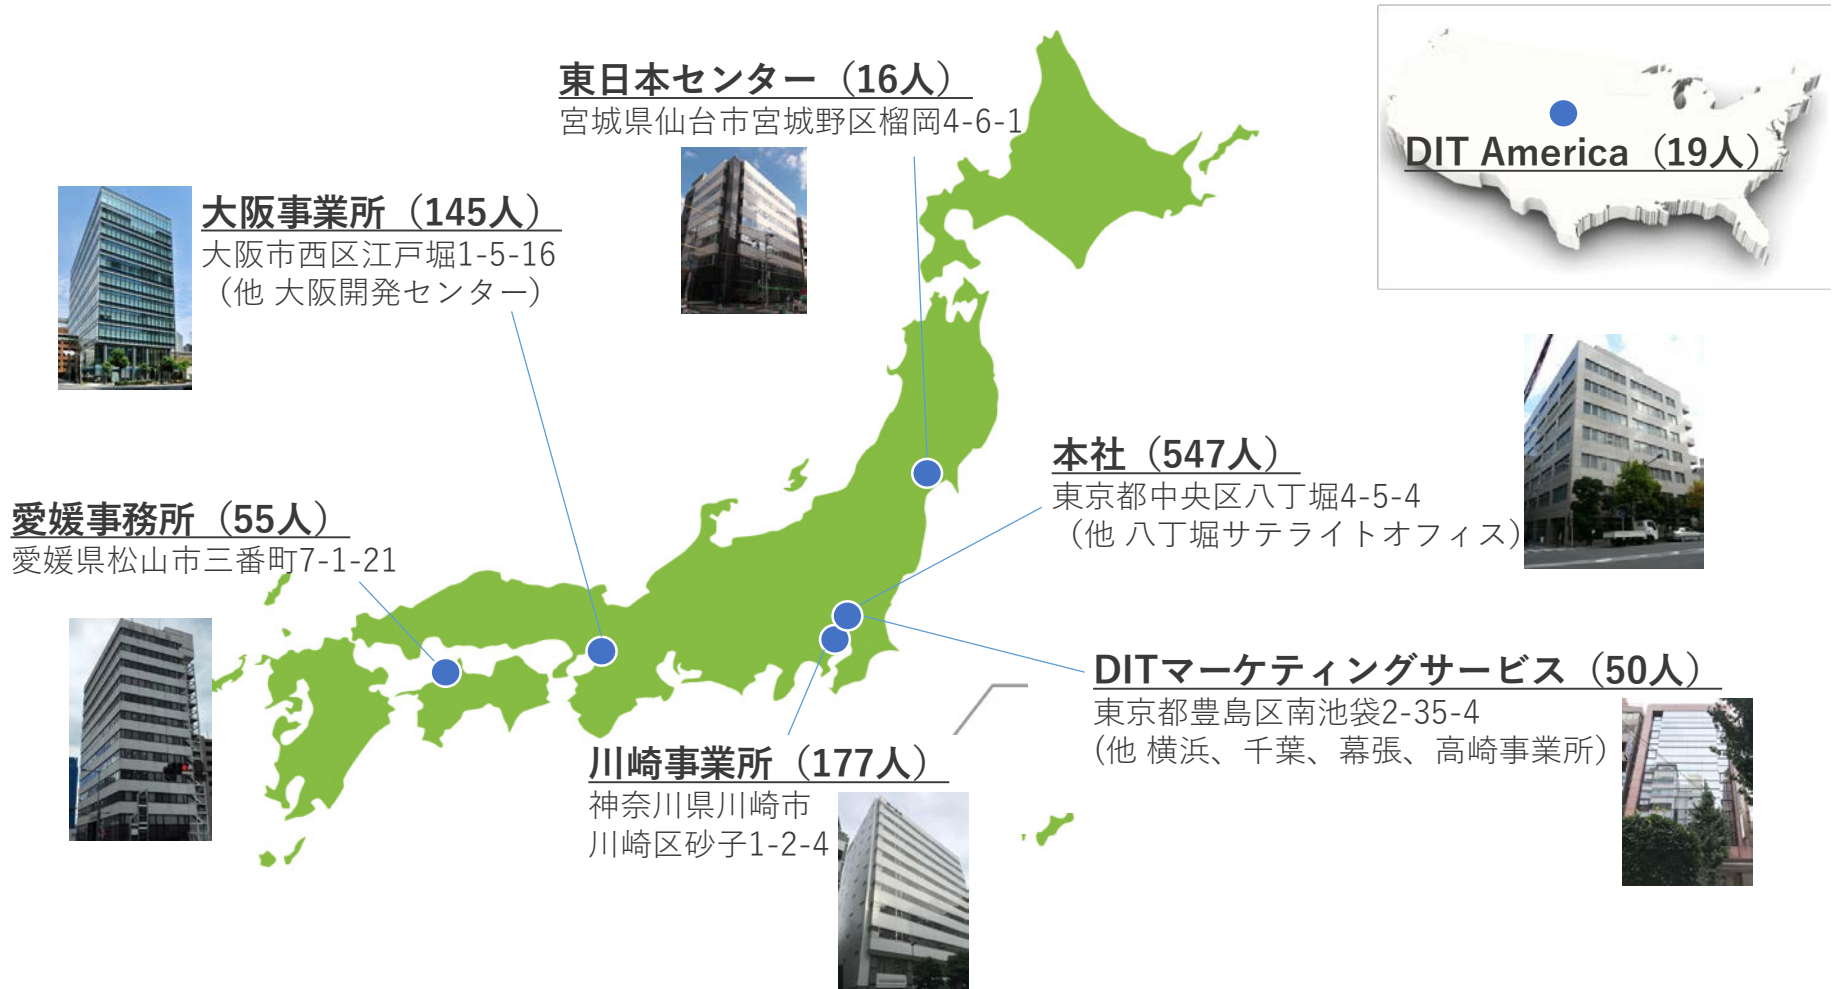 東日本センター（16人）
宮城県仙台市宮城野区榴岡4-6-1
DIT America（19人）
大阪事業所（145人）
大阪市西区江戸堀1-5-16
（他 大阪開発センター）
本社（547人）
東京都中央区八丁堀4-5-4
（他 八丁堀サテライトオフィス）
愛媛事務所（55人）
愛媛県松山市三番町7-1-21
DITマーケティングサービス（50人）
東京都豊島区南池袋2-35-4
(他 横浜、千葉、幕張、高崎事業所)
川崎事業所（177人）
神奈川県川崎市
川崎区砂子1-2-4